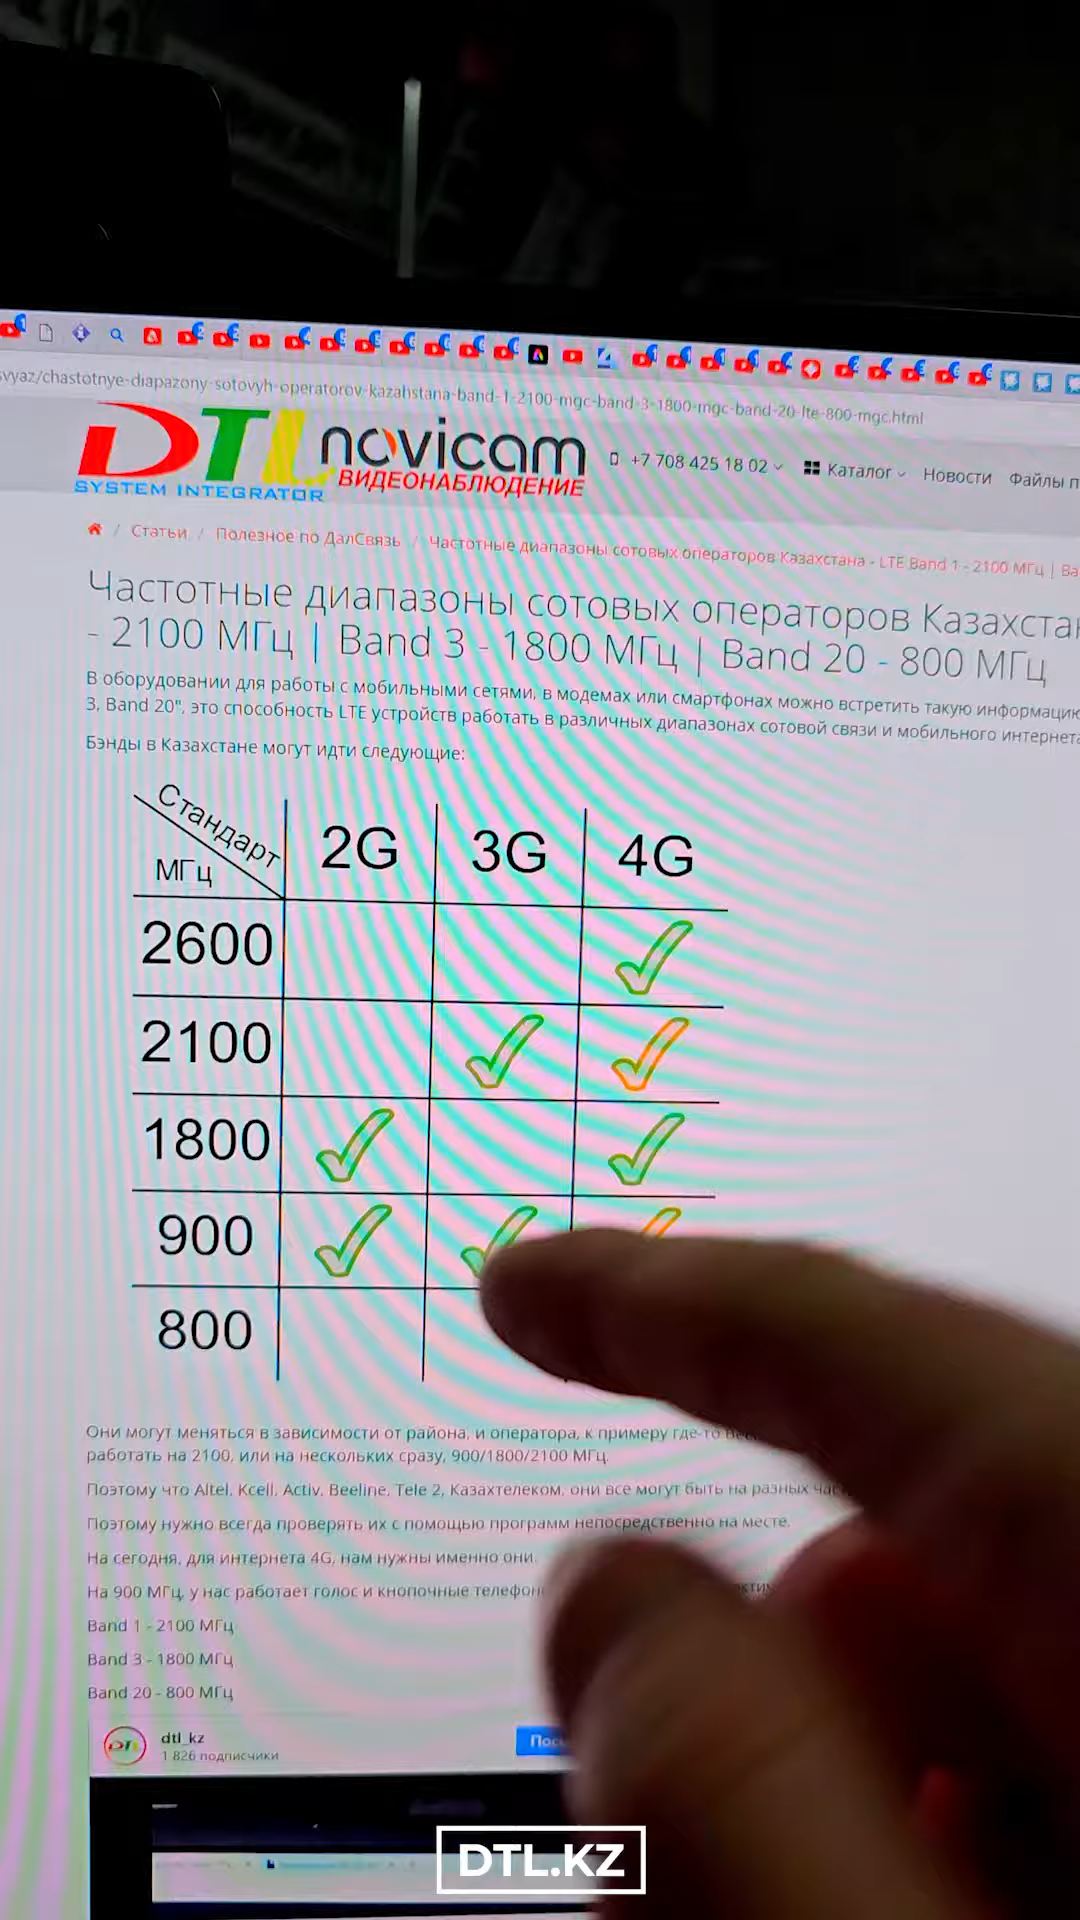 svyaz/chastotnye-diapazony-sotovyh-operatorov-kazahstana-band-1-2100-mgc-band-3-1800-mgc-band-20-lte-800-mgc.html
DTL novicam
SYSTEM INTEGRATOR ВИДЕОНАБЛЮДЕНИЕ
+7 708 425 18 02 Каталог Новости Файлы п
/ Статьи / Полезное по ДалСвязь / Частотные диапазоны сотовых операторов Казахстана - LTE Band 1 - 2100 МГц | Ba
Частотные диапазоны сотовых операторов Казахстан
- 2100 МГц | Band 3 - 1800 МГц | Band 20 - 800 МГц
В оборудовании для работы с мобильными сетями, в модемах или смартфонах можно встретить такую информацию
3, Band 20", это способность LTE устройств работать в различных диапазонах сотовой связи и мобильного интернета
Бэнды в Казахстане могут идти следующие:
Стандарт
МГц
2G 3G 4G
2600
2100
1800
900
800
Они могут меняться в зависимости от района, и оператора, к примеру где-то
работать на 2100, или на нескольких сразу, 900/1800/2100 МГц.
Поэтому что Altel, Kcell, Activ, Beeline, Tele 2, Казахтелеком, они все могут быть на разных
Поэтому нужно всегда проверять их с помощью программ непосредственно на месте.
На сегодня, для интернета 4G, нам нужны именно они.
На 900 МГц, у нас работает голос и кнопочные телефон
Band 1 - 2100 МГц
Band 3 - 1800 МГц
Band 20 - 800 МГц
dtl_kz
1 826 подписчики
DTL.KZ